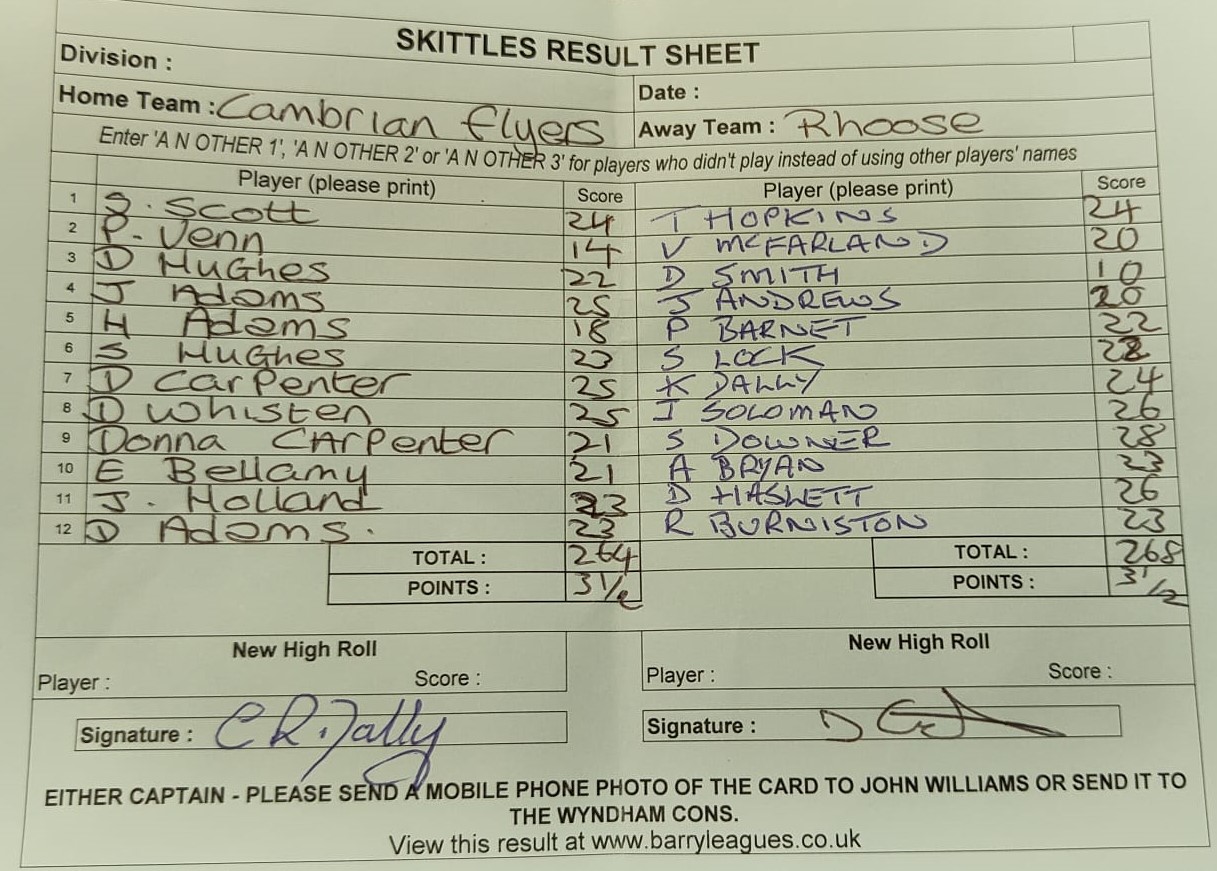 SKITTLES RESULT SHEET
Division :
Date :
Home Team : Cambrian Flyers Away Team : Rhoose
Enter 'A N OTHER 1', 'A N OTHER 2' or 'A N OTHER 3' for players who didn't play instead of using other players' names
Player (please print) Score Player (please print) Score
1 Scott 24 T HOPKINS 24
2 P. Venn 14 V McFARLAND 20
3 D HuGhes 22 D SMITH 10
4 J Adams 25 J ANDREWS 20
5 H Adams 18 P BARNET 22
6 S HuGhes 23 S LOCK 22
7 D CarPenter 25 K DALLY 24
8 D Whisten 25 I SOLOMAN 26
9 Donna CHArPenter 21 S DOWNER 28
10 E Bellamy 21 A BRYAN 23
11 J. Holland 23 D HASLETT 26
12 D Adams. 23 R BURNISTON 23
TOTAL : 264 TOTAL : 268
POINTS : 3 1/2 POINTS : 3 1/2
New High Roll New High Roll
Player : Score : Player : Score :
Signature : C R. Dally Signature : D
EITHER CAPTAIN - PLEASE SEND A MOBILE PHONE PHOTO OF THE CARD TO JOHN WILLIAMS OR SEND IT TO
THE WYNDHAM CONS.
View this result at www.barryleagues.co.uk